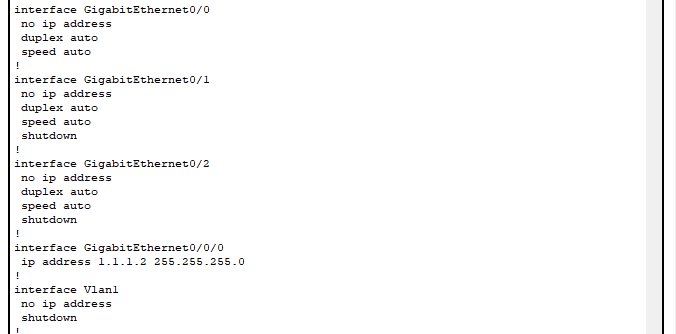 interface GigabitEthernet0/0
no ip address
duplex auto
speed auto
!
interface GigabitEthernet0/1
no ip address
duplex auto
speed auto
shutdown
!
interface GigabitEthernet0/2
no ip address
duplex auto
speed auto
shutdown
!
interface GigabitEthernet0/0/0
ip address 1.1.1.2 255.255.255.0
!
interface Vlan1
no ip address
shutdown
!